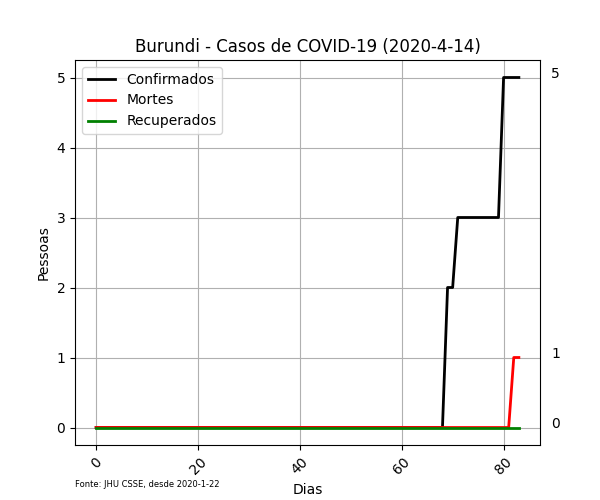 Burundi - Casos de COVID-19 (2020-4-14)
Confirmados
Mortes
Recuperados
5
4
3
2
1
0
Pessoas
5
1
0
0
20
40
60
80
Dias
Fonte: JHU CSSE, desde 2020-1-22